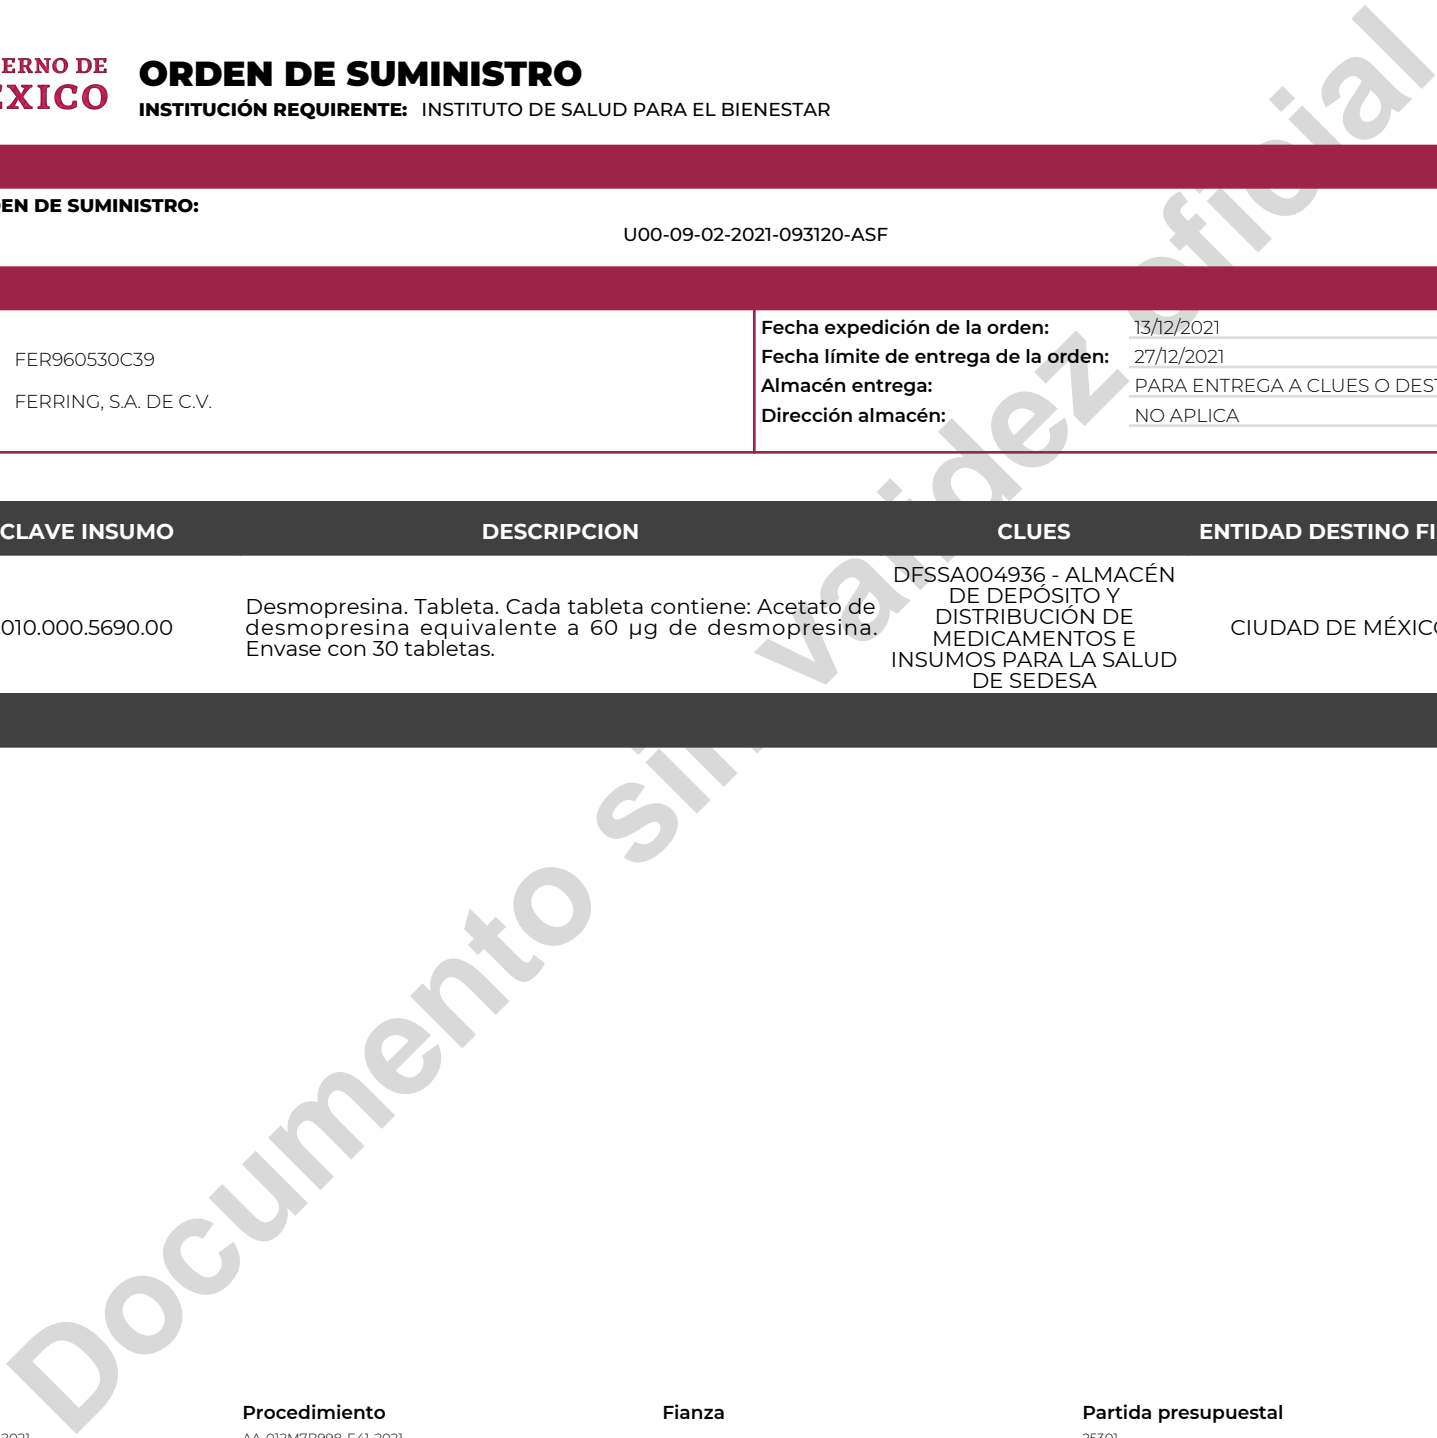 ERNO DE
ÉXICO
ORDEN DE SUMINISTRO
INSTITUCIÓN REQUIRENTE: INSTITUTO DE SALUD PARA EL BIENESTAR
EN DE SUMINISTRO:
U00-09-02-2021-093120-ASF
FER960530C39
FERRING, S.A. DE C.V.
Fecha expedición de la orden: 13/12/2021
Fecha límite de entrega de la orden: 27/12/2021
Almacén entrega: PARA ENTREGA A CLUES O DEST
Dirección almacén: NO APLICA
CLAVE INSUMO DESCRIPCION CLUES ENTIDAD DESTINO FI
010.000.5690.00
Desmopresina. Tableta. Cada tableta contiene: Acetato de
desmopresina equivalente a 60 µg de desmopresina.
Envase con 30 tabletas.
DFSSA004936 - ALMACÉN
DE DEPÓSITO Y
DISTRIBUCIÓN DE
MEDICAMENTOS E
INSUMOS PARA LA SALUD
DE SEDESA
CIUDAD DE MÉXICO
Documento sin validez oficial
Procedimiento Fianza Partida presupuestal